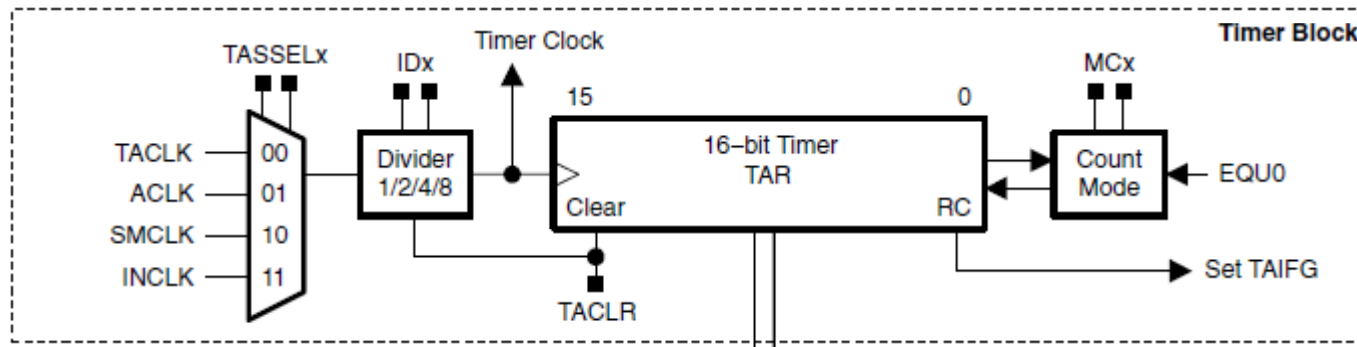 Timer Block
Timer Clock
TASSELx
IDx
MCx
15
0
TACLK
00
Divider
1/2/4/8
16−bit Timer
TAR
Count
Mode
EQU0
ACLK
01
Clear
RC
SMCLK
10
INCLK
11
Set TAIFG
TACLR